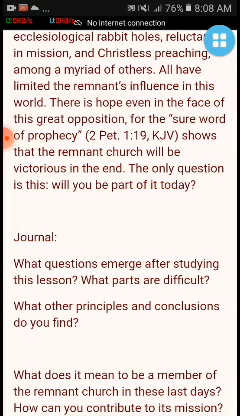 0:0KB/s
U:0KB/s
No internet connection
76%
8:08 AM
ecclesiological rabbit holes, reluctan
in mission, and Christless preaching,
among a myriad of others. All have
limited the remnant's influence in this
world. There is hope even in the face of
this great opposition, for the “sure word
of prophecy” (2 Pet. 1:19, KJV) shows
that the remnant church will be
victorious in the end. The only question
is this: will you be part of it today?
Journal:
What questions emerge after studying
this lesson? What parts are difficult?
What other principles and conclusions
do you find?
What does it mean to be a member of
the remnant church in these last days?
How can you contribute to its mission?